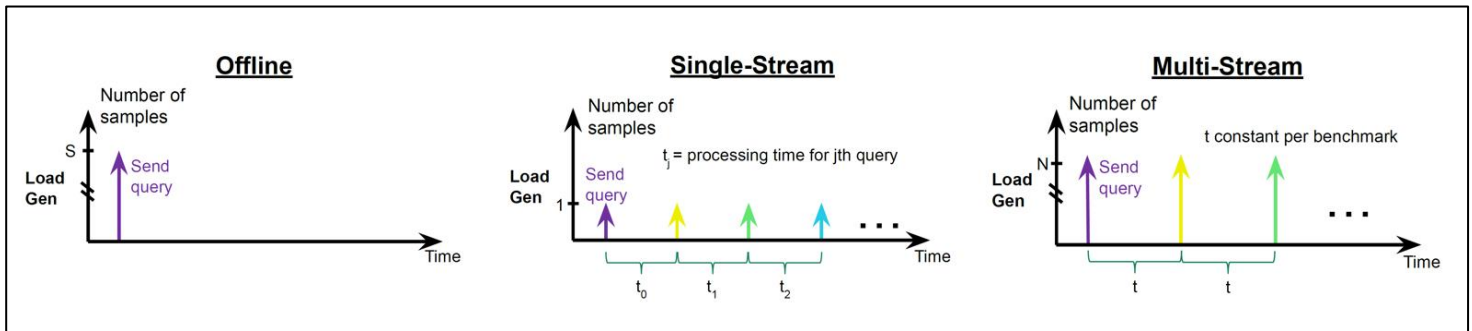 Offline
Number of
samples
S
Send
query
Load
Gen
Time
Single-Stream
Number of
samples
t_j = processing time for jth query
Send
query
Load
Gen
1
...
Time
t_0
t_1
t_2
Multi-Stream
Number of
samples
t constant per benchmark
N
Send
query
Load
Gen
...
Time
t
t